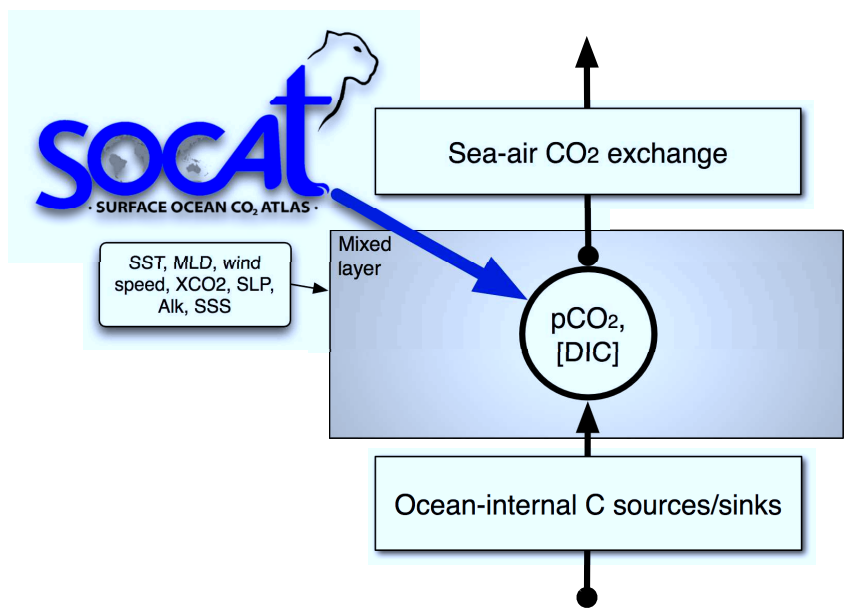 SOCAT
· SURFACE OCEAN CO₂ ATLAS ·
Sea-air CO2 exchange
Mixed
layer
SST, MLD, wind
speed, XCO2, SLP,
Alk, SSS
pCO2,
[DIC]
Ocean-internal C sources/sinks